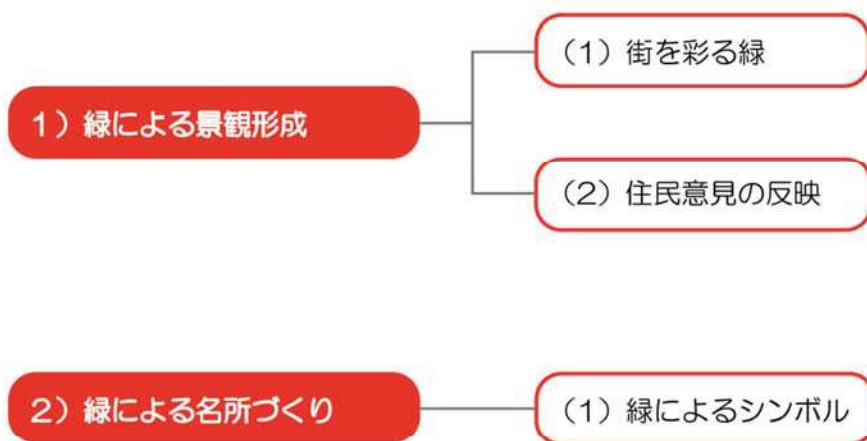 1）緑による景観形成
（1）街を彩る緑
（2）住民意見の反映
2）緑による名所づくり
（1）緑によるシンボル